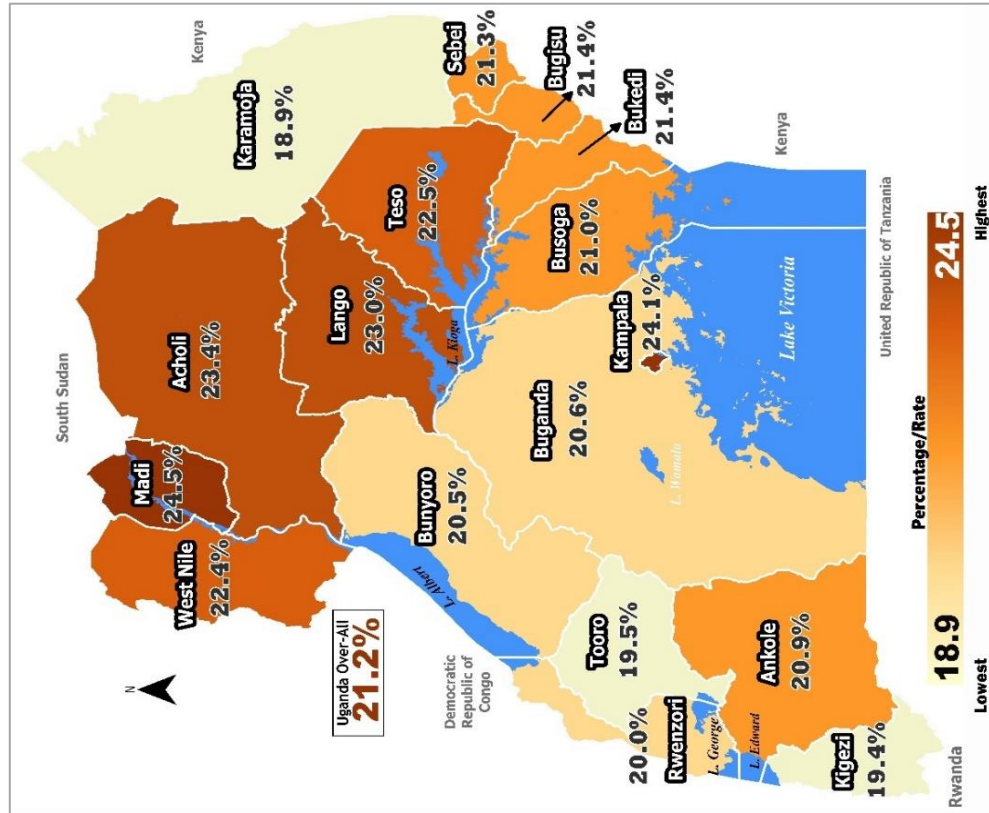 N
South Sudan
Kenya
Madi
24.5%
West Nile
22.4%
Acholi
23.4%
Karamoja
18.9%
Uganda Over-All
21.2%
Lango
23.0%
Teso
22.5%
Sebei
21.3%
Bugisu
21.4%
Bukedi
21.4%
L. Albert
L. Kioga
Bunyoro
20.5%
Busoga
21.0%
Democratic
Republic of
Congo
Buganda
20.6%
Kampala
24.1%
Kenya
Tooro
19.5%
L. Wamala
20.0%
Rwenzori
L. George
L. Edward
Ankole
20.9%
Lake Victoria
Kigezi
19.4%
Rwanda
United Republic of Tanzania
Percentage/Rate
18.9
24.5
Lowest
Highest